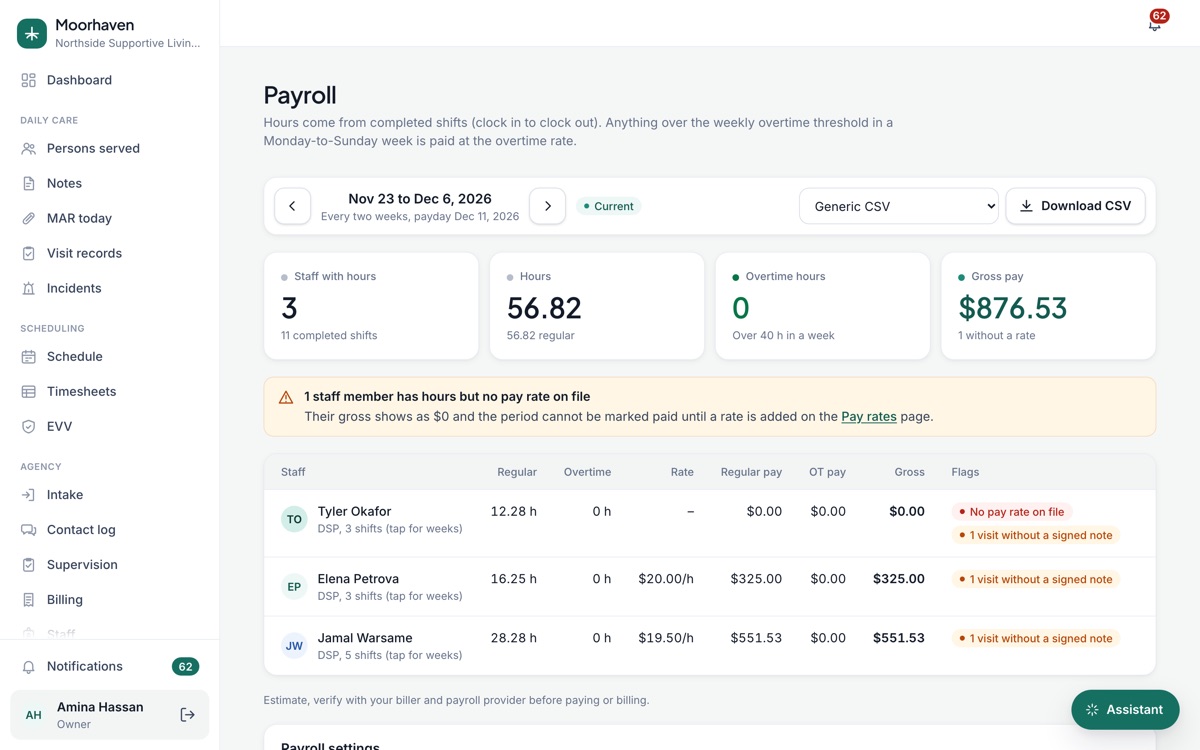 Moorhaven
Northside Supportive Livin...
62
Dashboard
DAILY CARE
Persons served
Notes
MAR today
Visit records
Incidents
SCHEDULING
Schedule
Timesheets
EVV
AGENCY
Intake
Contact log
Supervision
Billing
Staff
Notifications
62
AH
Amina Hassan
Owner
Payroll
Hours come from completed shifts (clock in to clock out). Anything over the weekly overtime threshold in a
Monday-to-Sunday week is paid at the overtime rate.
Nov 23 to Dec 6, 2026
Every two weeks, payday Dec 11, 2026
Current
Generic CSV
Download CSV
Staff with hours
3
11 completed shifts
Hours
56.82
56.82 regular
Overtime hours
0
Over 40 h in a week
Gross pay
$876.53
1 without a rate
1 staff member has hours but no pay rate on file
Their gross shows as $0 and the period cannot be marked paid until a rate is added on the Pay rates page.
Staff Regular Overtime Rate Regular pay OT pay Gross Flags
TO Tyler Okafor 12.28 h 0 h – $0.00 $0.00 $0.00 No pay rate on file
DSP, 3 shifts (tap for weeks) 1 visit without a signed note
EP Elena Petrova 16.25 h 0 h $20.00/h $325.00 $0.00 $325.00 1 visit without a signed note
DSP, 3 shifts (tap for weeks)
JW Jamal Warsame 28.28 h 0 h $19.50/h $551.53 $0.00 $551.53 1 visit without a signed note
DSP, 5 shifts (tap for weeks)
Estimate, verify with your biller and payroll provider before paying or billing.
Assistant
Payroll settings